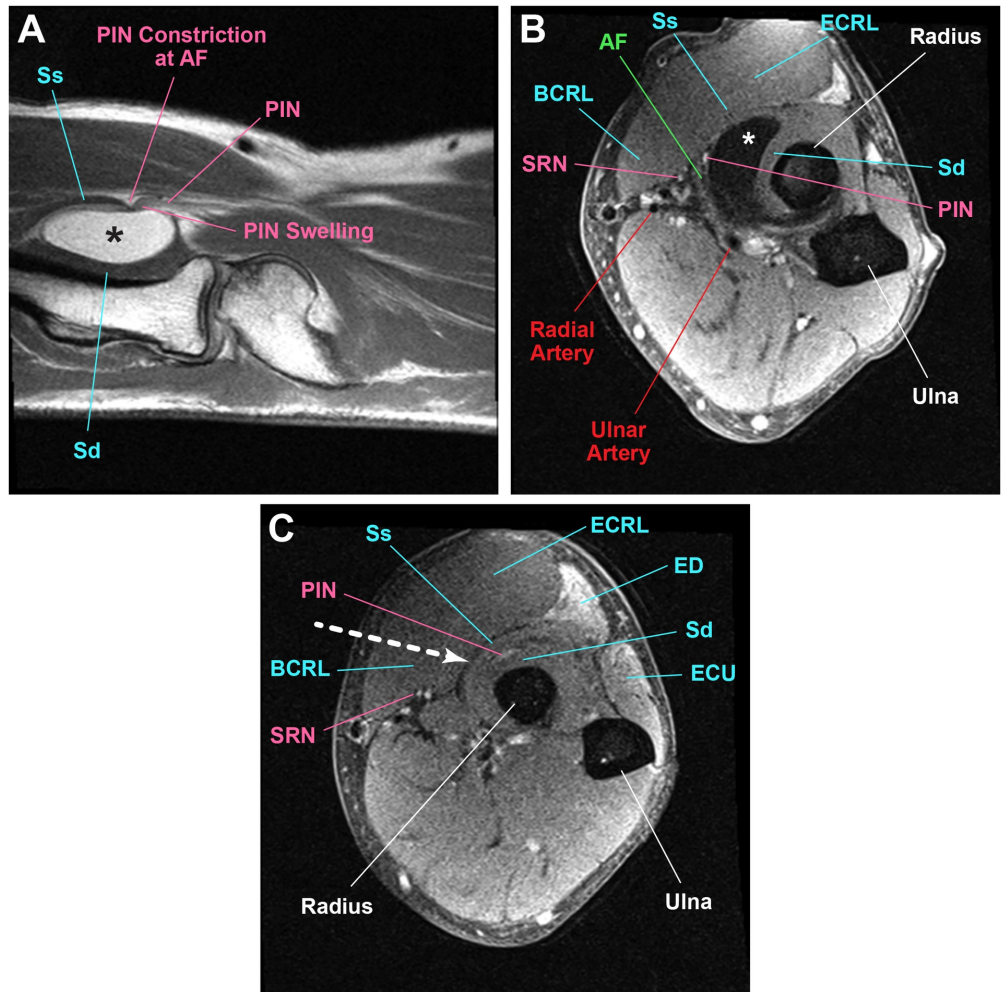 A
PIN Constriction
at AF
Ss
PIN
PIN Swelling
*
Sd
B
Ss
ECRL
AF
Radius
BCRL
*
SRN
Sd
PIN
Radial
Artery
Ulna
Ulnar
Artery
C
Ss
ECRL
PIN
ED
Sd
BCRL
ECU
SRN
Radius
Ulna